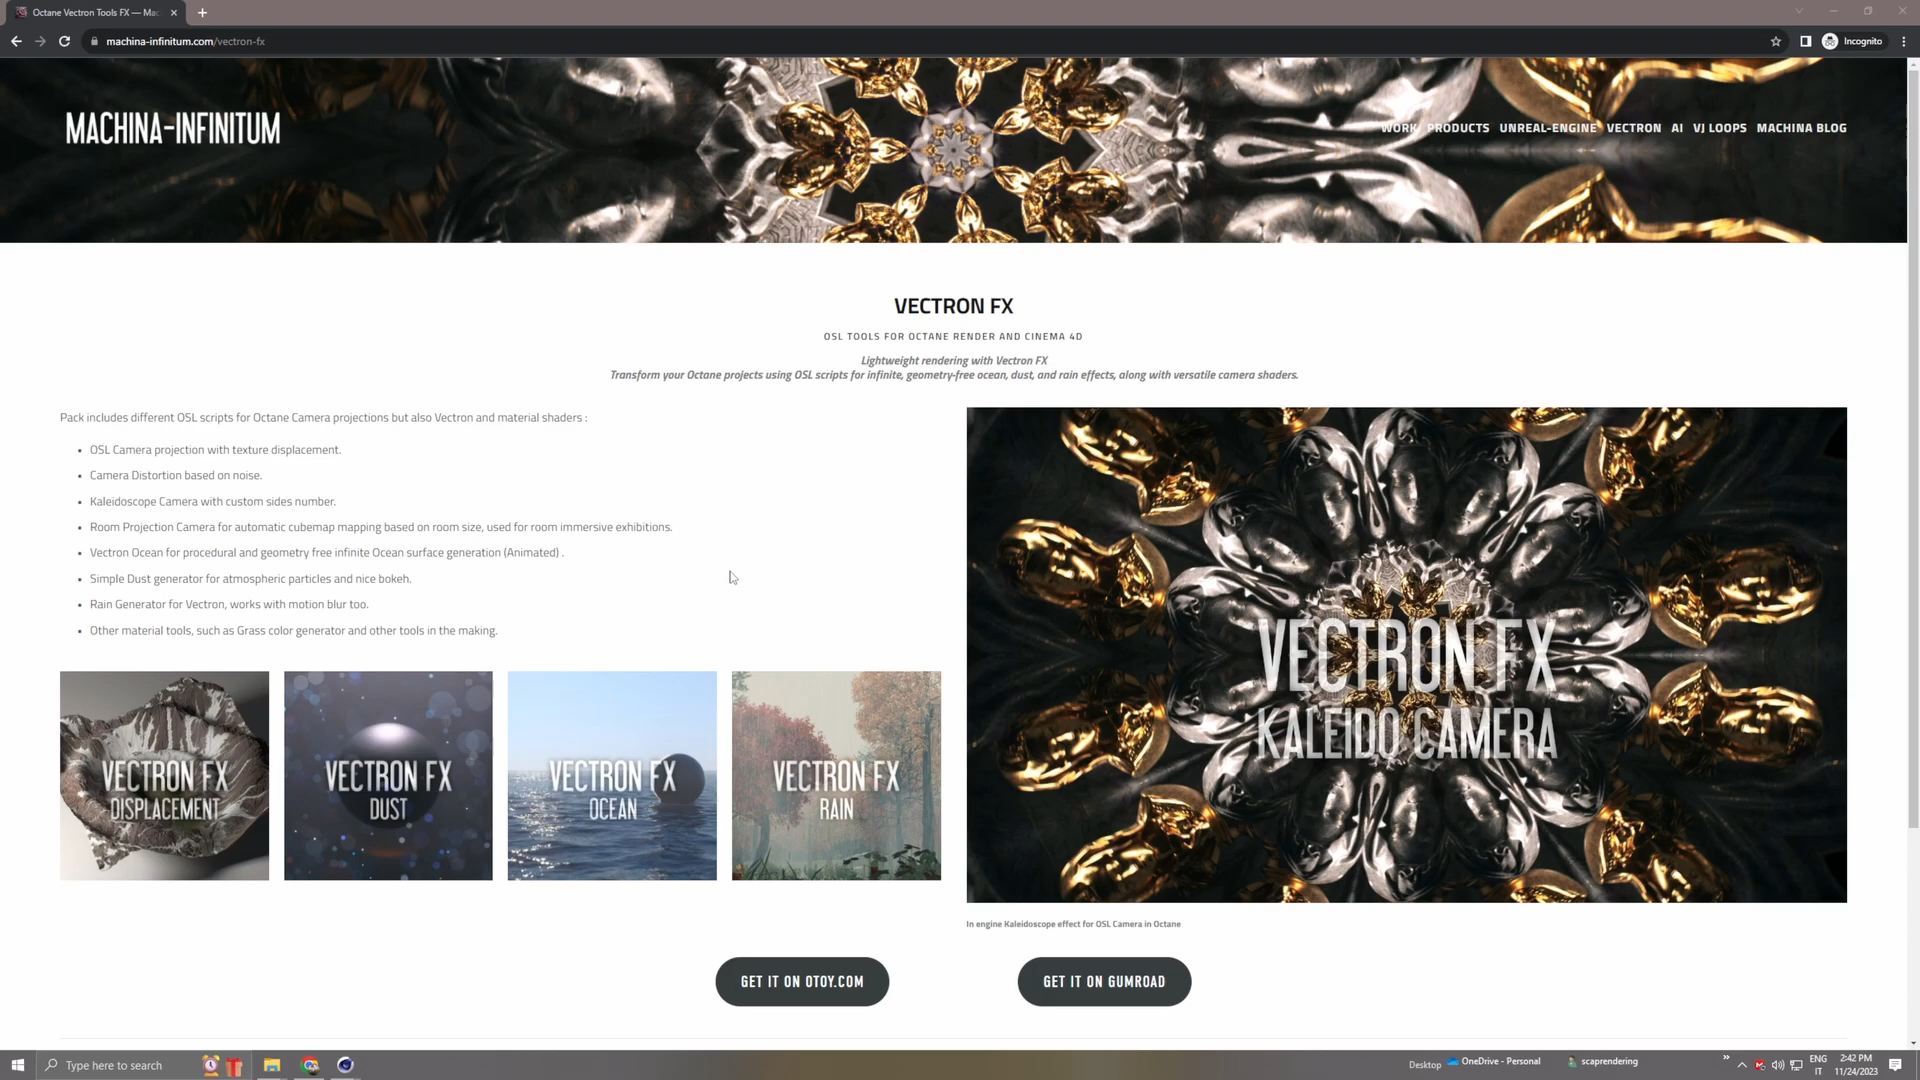 Octane Vectron Tools FX — Mac
machina-infinitum.com/vectron-fx
Incognito
MACHINA-INFINITUM
WORK PRODUCTS UNREAL-ENGINE VECTRON AI VJ LOOPS MACHINA BLOG
VECTRON FX
OSL TOOLS FOR OCTANE RENDER AND CINEMA 4D
Lightweight rendering with Vectron FX
Transform your Octane projects using OSL scripts for infinite, geometry-free ocean, dust, and rain effects, along with versatile camera shaders.
Pack includes different OSL scripts for Octane Camera projections but also Vectron and material shaders :
• OSL Camera projection with texture displacement.
• Camera Distortion based on noise.
• Kaleidoscope Camera with custom sides number.
• Room Projection Camera for automatic cubemap mapping based on room size, used for room immersive exhibitions.
• Vectron Ocean for procedural and geometry free infinite Ocean surface generation (Animated) .
• Simple Dust generator for atmospheric particles and nice bokeh.
• Rain Generator for Vectron, works with motion blur too.
• Other material tools, such as Grass color generator and other tools in the making.
VECTRON FX
DISPLACEMENT
VECTRON FX
DUST
VECTRON FX
OCEAN
VECTRON FX
RAIN
VECTRON FX
KALEIDO CAMERA
In engine Kaleidoscope effect for OSL Camera in Octane
GET IT ON OTOY.COM
GET IT ON GUMROAD
Type here to search
Desktop
OneDrive - Personal
scaprendering
ENG
IT
2:42 PM
11/24/2023